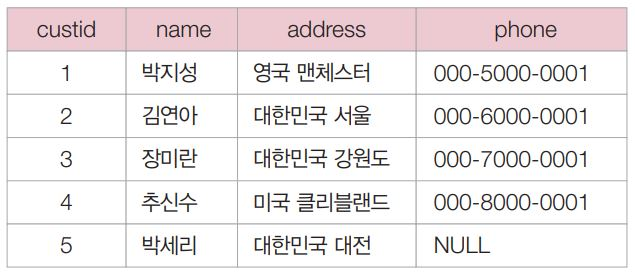 custid name address phone
1 박지성 영국 맨체스터 000-5000-0001
2 김연아 대한민국 서울 000-6000-0001
3 장미란 대한민국 강원도 000-7000-0001
4 추신수 미국 클리블랜드 000-8000-0001
5 박세리 대한민국 대전 NULL